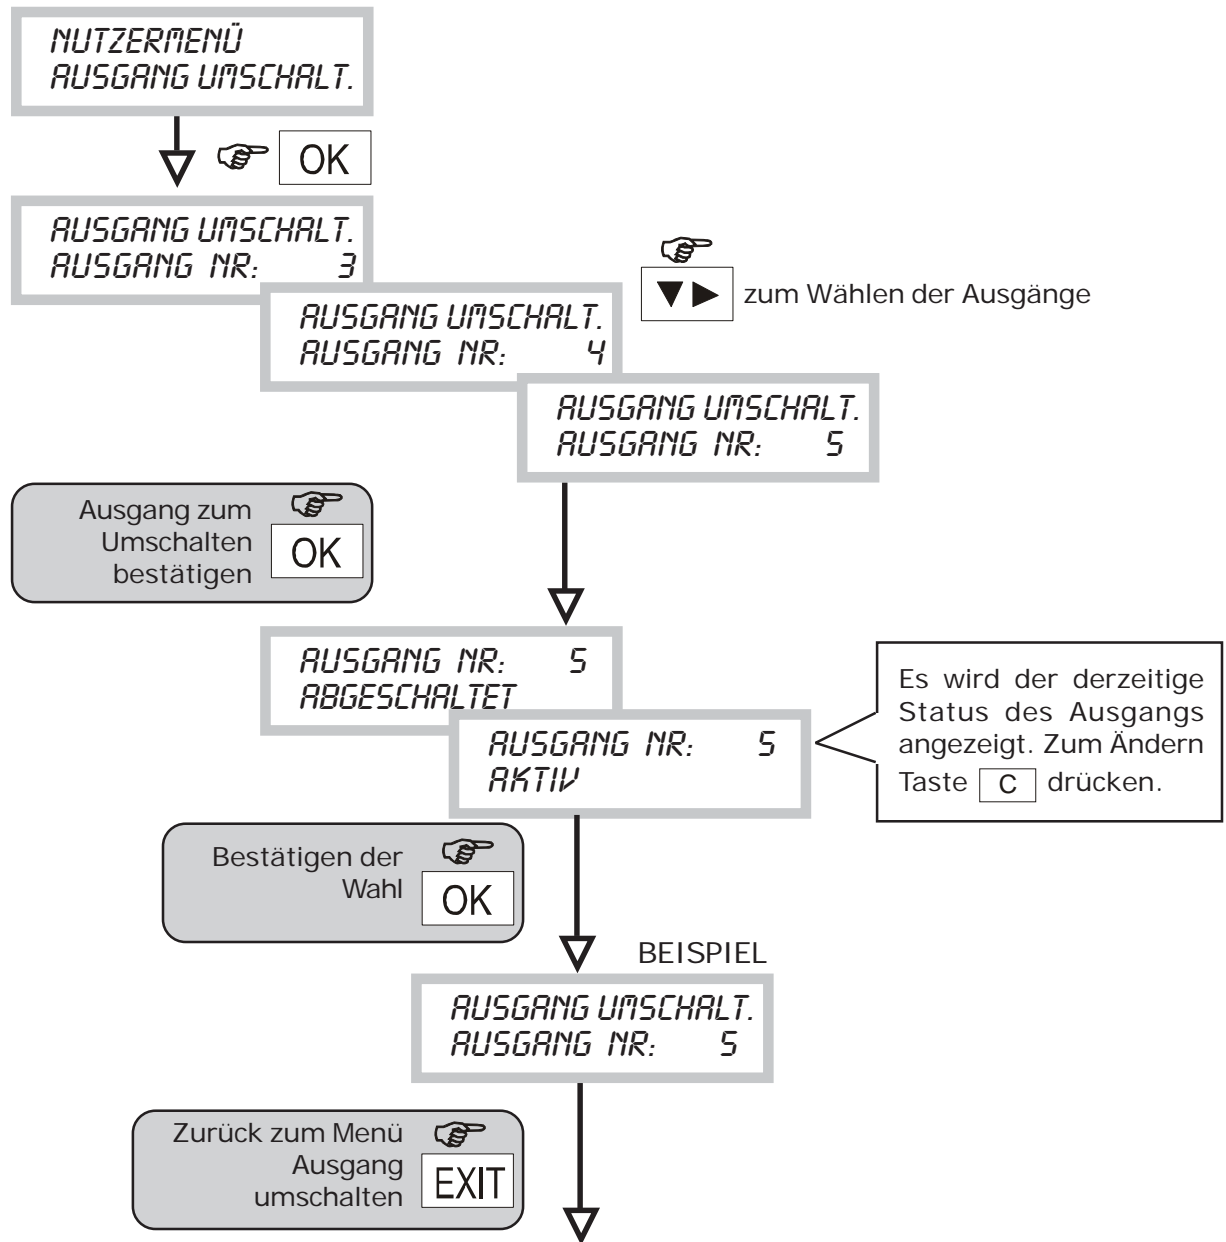 NUTZERMENÜ
AUSGANG UMSCHALT.
OK
AUSGANG UMSCHALT.
AUSGANG NR: 3
zum Wählen der Ausgänge
AUSGANG UMSCHALT.
AUSGANG NR: 4
AUSGANG UMSCHALT.
AUSGANG NR: 5
Ausgang zum
Umschalten
bestätigen
OK
AUSGANG NR: 5
ABGESCHALTET
AUSGANG NR: 5
AKTIV
Es wird der derzeitige
Status des Ausgangs
angezeigt. Zum Ändern
Taste C drücken.
Bestätigen der
Wahl
OK
BEISPIEL
AUSGANG UMSCHALT.
AUSGANG NR: 5
Zurück zum Menü
Ausgang
umschalten
EXIT